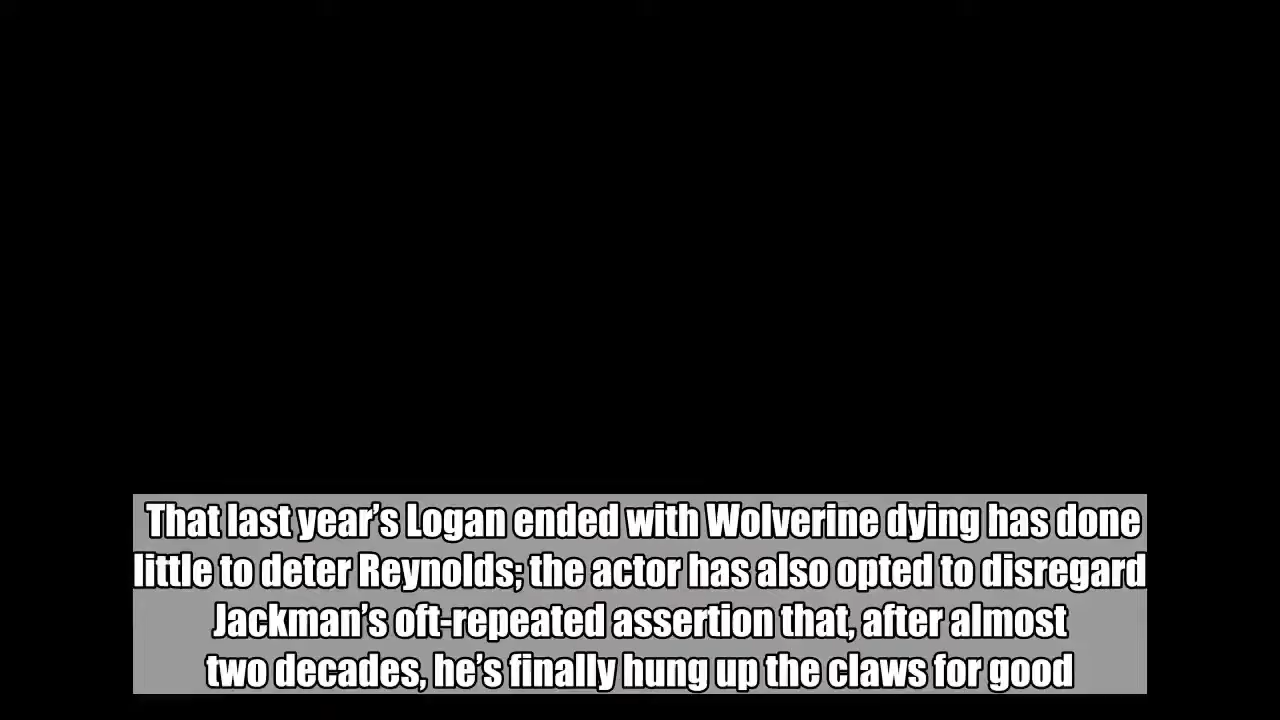 That last year’s Logan ended with Wolverine dying has done
little to deter Reynolds; the actor has also opted to disregard
Jackman’s oft-repeated assertion that, after almost
two decades, he’s finally hung up the claws for good